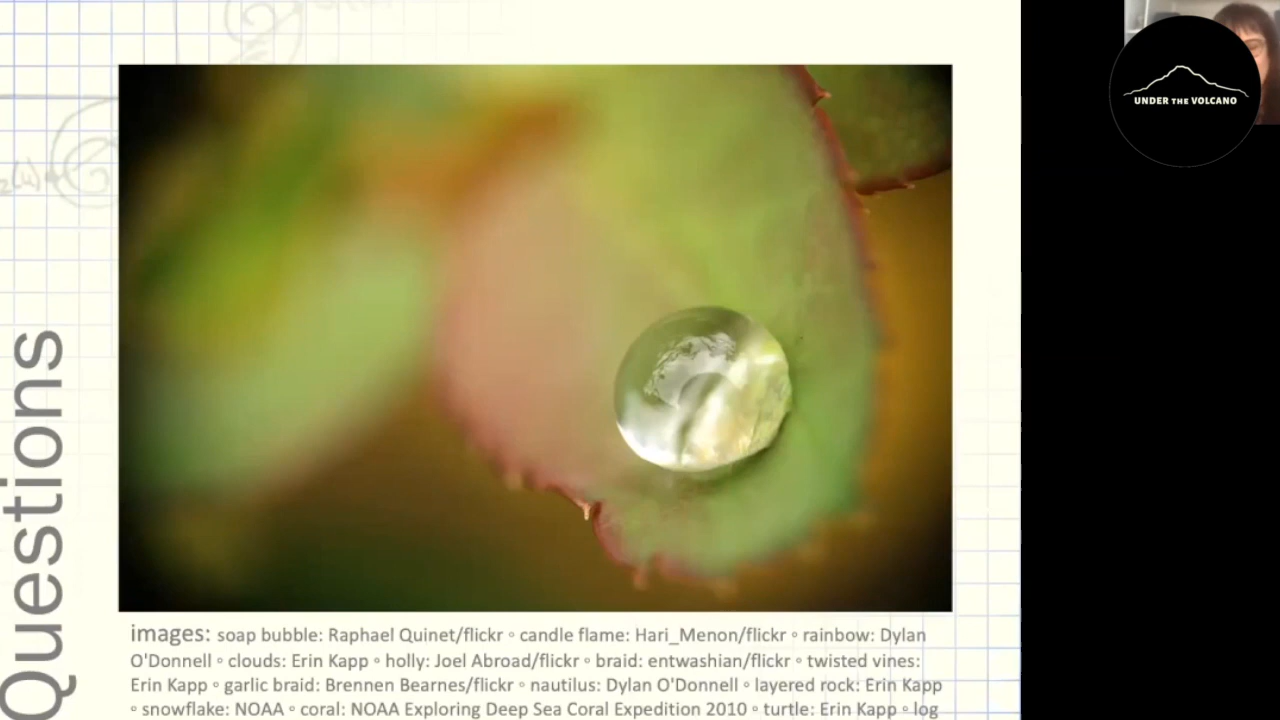 Questions
UNDER THE VOLCANO
images: soap bubble: Raphael Quinet/flickr ◦ candle flame: Hari_Menon/flickr ◦ rainbow: Dylan
O'Donnell ◦ clouds: Erin Kapp ◦ holly: Joel Abroad/flickr ◦ braid: entwashian/flickr ◦ twisted vines:
Erin Kapp ◦ garlic braid: Brennen Bearnes/flickr ◦ nautilus: Dylan O'Donnell ◦ layered rock: Erin Kapp
◦ snowflake: NOAA ◦ coral: NOAA Exploring Deep Sea Coral Expedition 2010 ◦ turtle: Erin Kapp ◦ log